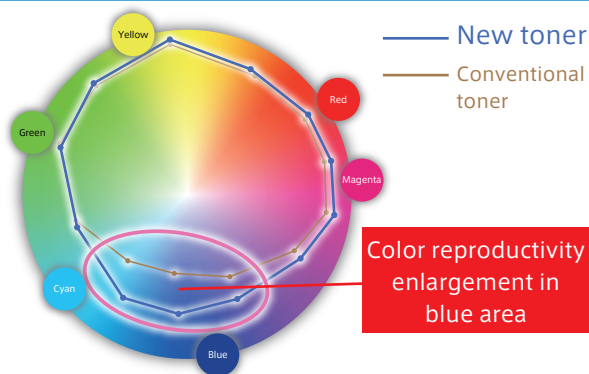 Yellow
New toner
Conventional
toner
Red
Green
Magenta
Color reproductivity
enlargement in
blue area
Cyan
Blue